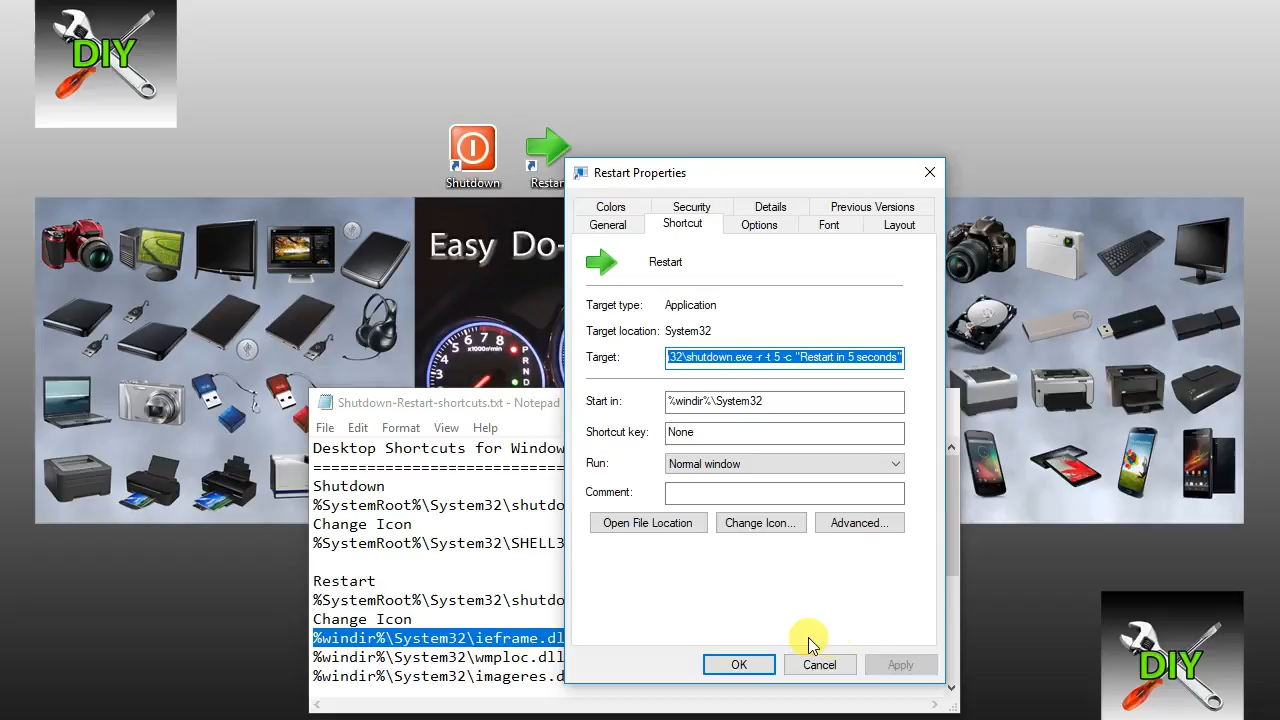 DIY
Shutdown
Restar
Easy Do-
Restart Properties
Colors Security Details Previous Versions
General Shortcut Options Font Layout
Restart
Target type: Application
Target location: System32
Target: 32\shutdown.exe -r -t 5 -c "Restart in 5 seconds"
Start in: %windir%\System32
Shortcut key: None
Run: Normal window
Comment:
Open File Location Change Icon... Advanced...
OK Cancel Apply
Shutdown-Restart-shortcuts.txt - Notepad
File Edit Format View Help
Desktop Shortcuts for Window
==============================
Shutdown
%SystemRoot%\System32\shutdo
Change Icon
%SystemRoot%\System32\SHELL3
Restart
%SystemRoot%\System32\shutdo
Change Icon
%windir%\System32\ieframe.dl
%windir%\System32\wmploc.dll
%windir%\System32\imageres.d
DIY